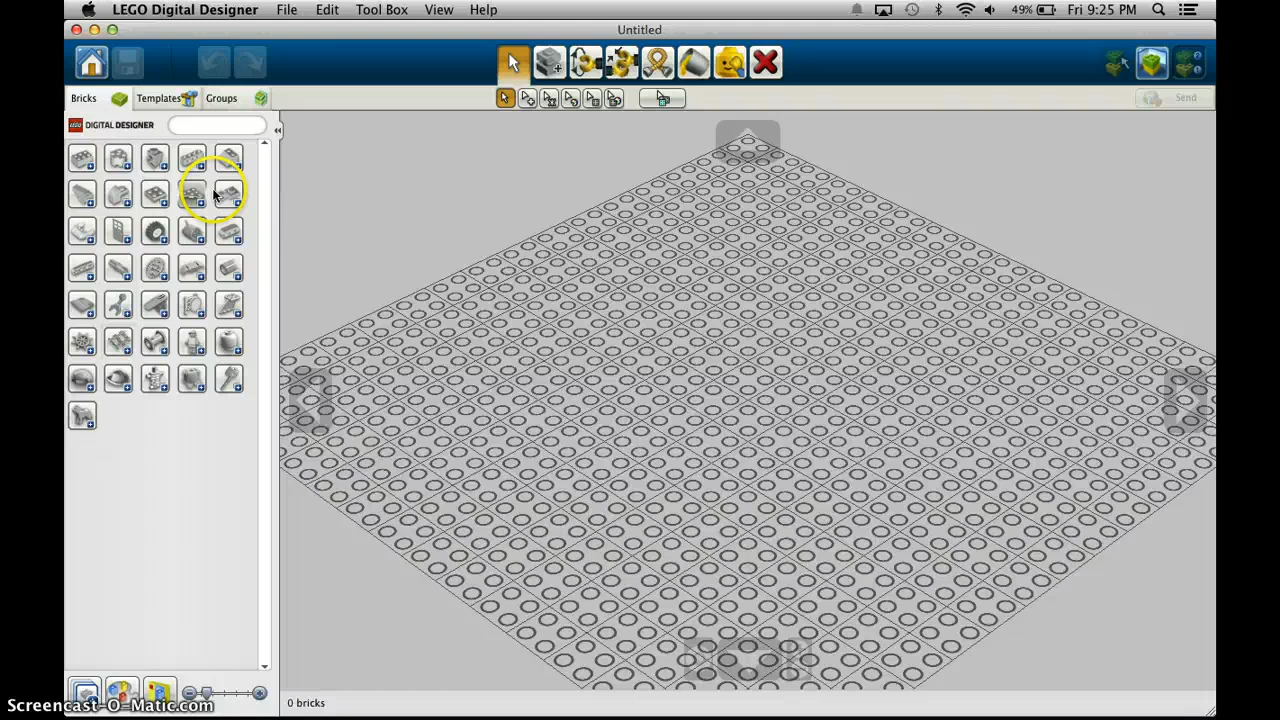 LEGO Digital Designer File Edit Tool Box View Help 49% Fri 9:25 PM
Untitled
Bricks Templates Groups Send
LEGO DIGITAL DESIGNER
0 bricks
Screencast-O-Matic.com